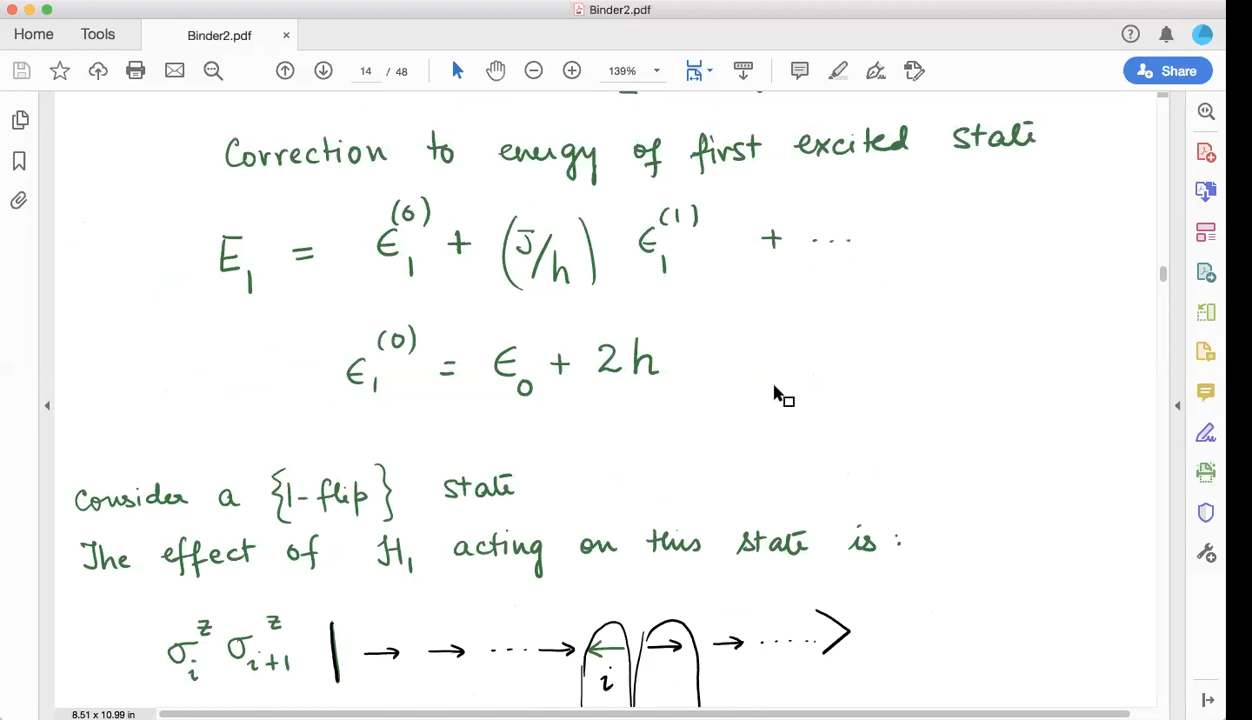 Binder2.pdf
Home Tools Binder2.pdf ×
14 / 48 139% Share
Correction to energy of first excited state
E₁ = ϵ₁⁽⁰⁾ + (J/h) ϵ₁⁽¹⁾ + ...
ϵ₁⁽⁰⁾ = ϵ₀ + 2h
Consider a {1-flip} state
The effect of H₁ acting on this state is :
σᵢᶻ σᵢ₊₁ᶻ | → → ....→ ← → → ..... >
i
8.51 x 10.99 in